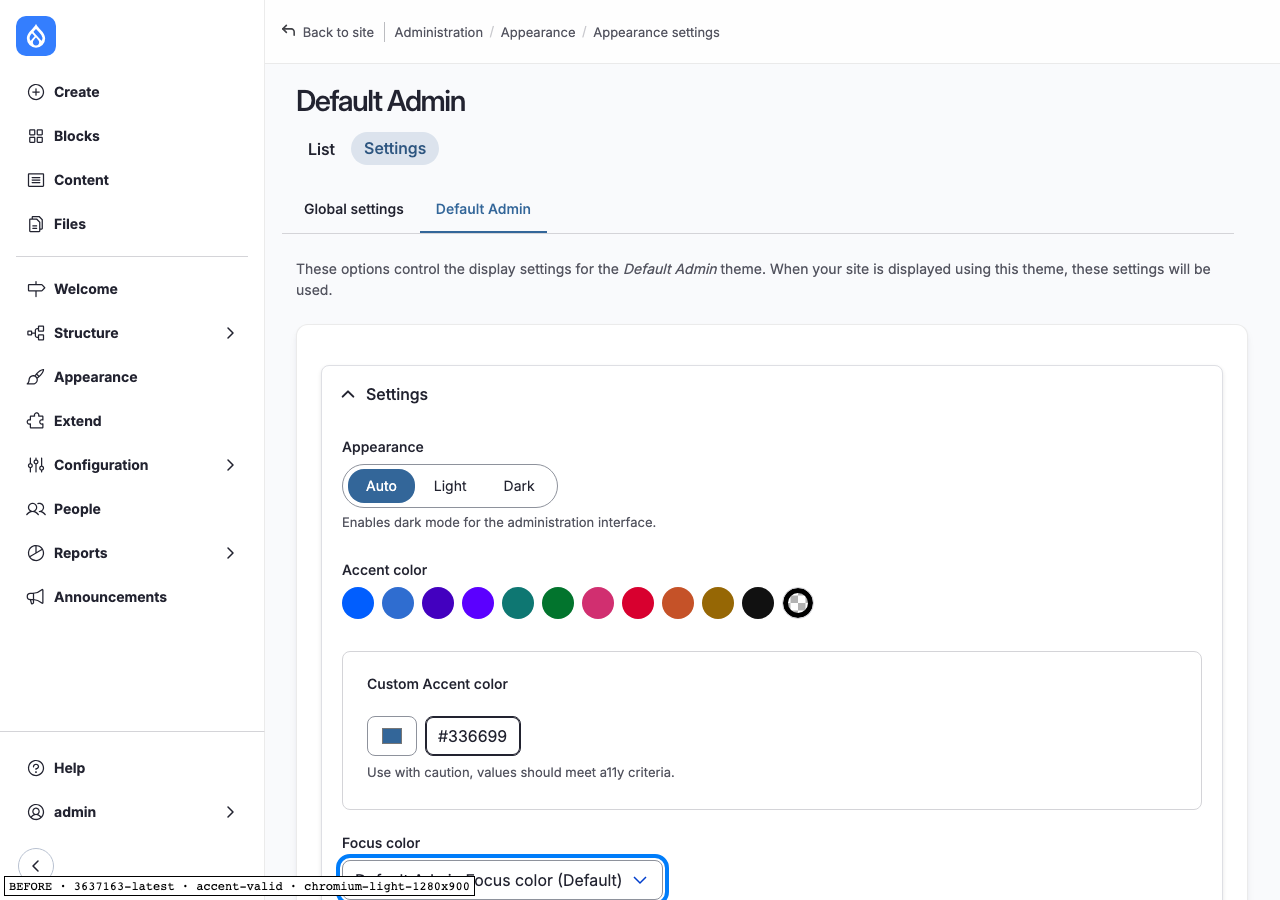 Back to site
Administration / Appearance / Appearance settings
Create
Blocks
Content
Files
Welcome
Structure
Appearance
Extend
Configuration
People
Reports
Announcements
Help
admin
Default Admin
List
Settings
Global settings
Default Admin
These options control the display settings for the Default Admin theme. When your site is displayed using this theme, these settings will be
used.
Settings
Appearance
Auto
Light
Dark
Enables dark mode for the administration interface.
Accent color
Custom Accent color
#336699
Use with caution, values should meet a11y criteria.
Focus color
Focus color (Default)
BEFORE • 3637163-latest • accent-valid • chromium-light-1280x900